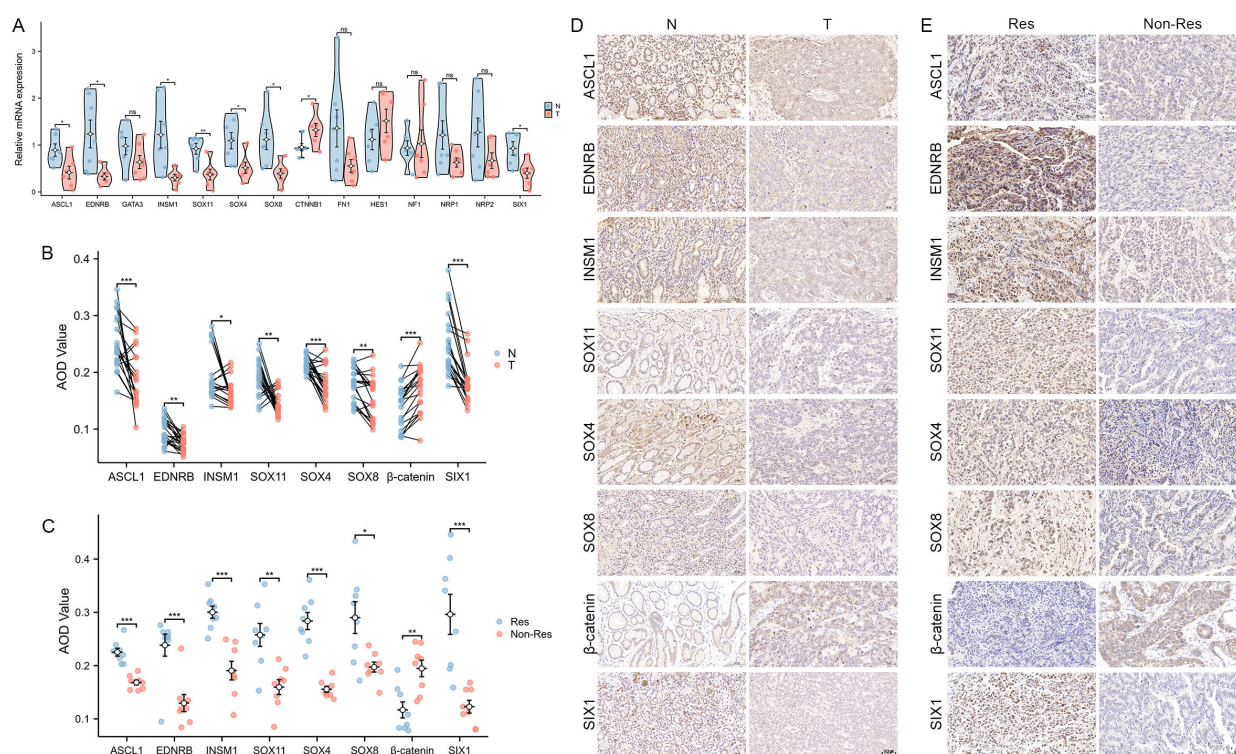 A
Relative mRNA expression
3
2
1
0
* * ns * ** * * * ns ns ns ns ns *
N
T
ASCL1 EDNRB GATA3 INSM1 SOX11 SOX4 SOX8 CTNNB1 FN1 HES1 NF1 NRP1 NRP2 SIX1
B
AOD Value
0.4
0.3
0.2
0.1
*** ** * ** *** ** *** ***
N
T
ASCL1 EDNRB INSM1 SOX11 SOX4 SOX8 β-catenin SIX1
C
AOD Value
0.4
0.3
0.2
0.1
*** *** *** ** *** * ** ***
Res
Non-Res
ASCL1 EDNRB INSM1 SOX11 SOX4 SOX8 β-catenin SIX1
D
N T
ASCL1
EDNRB
INSM1
SOX11
SOX4
SOX8
β-catenin
SIX1
E
Res Non-Res
ASCL1
EDNRB
INSM1
SOX11
SOX4
SOX8
β-catenin
SIX1